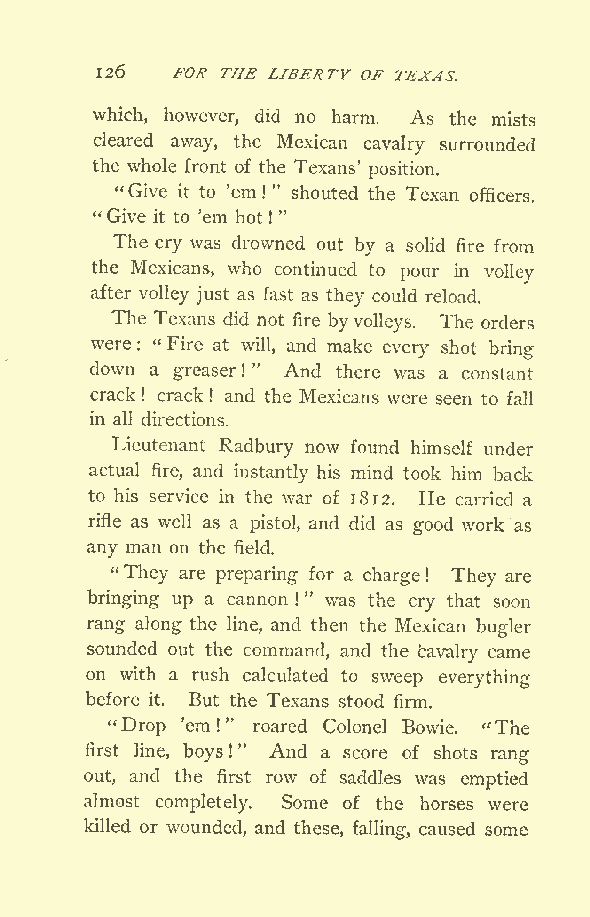 126 FOR THE LIBERTY OF TEXAS.
which, however, did no harm. As the mists
cleared away, the Mexican cavalry surrounded
the whole front of the Texans' position.
"Give it to 'em!" shouted the Texan officers.
"Give it to 'em hot!"
The cry was drowned out by a solid fire from
the Mexicans, who continued to pour in volley
after volley just as fast as they could reload.
The Texans did not fire by volleys. The orders
were: "Fire at will, and make every shot bring
down a greaser!" And there was a constant
crack! crack! and the Mexicans were seen to fall
in all directions.
Lieutenant Radbury now found himself under
actual fire, and instantly his mind took him back
to his service in the war of 1812. He carried a
rifle as well as a pistol, and did as good work as
any man on the field.
"They are preparing for a charge! They are
bringing up a cannon!" was the cry that soon
rang along the line, and then the Mexican bugler
sounded out the command, and the cavalry came
on with a rush calculated to sweep everything
before it. But the Texans stood firm.
"Drop 'em!" roared Colonel Bowie. "The
first line, boys!" And a score of shots rang
out, and the first row of saddles was emptied
almost completely. Some of the horses were
killed or wounded, and these, falling, caused some